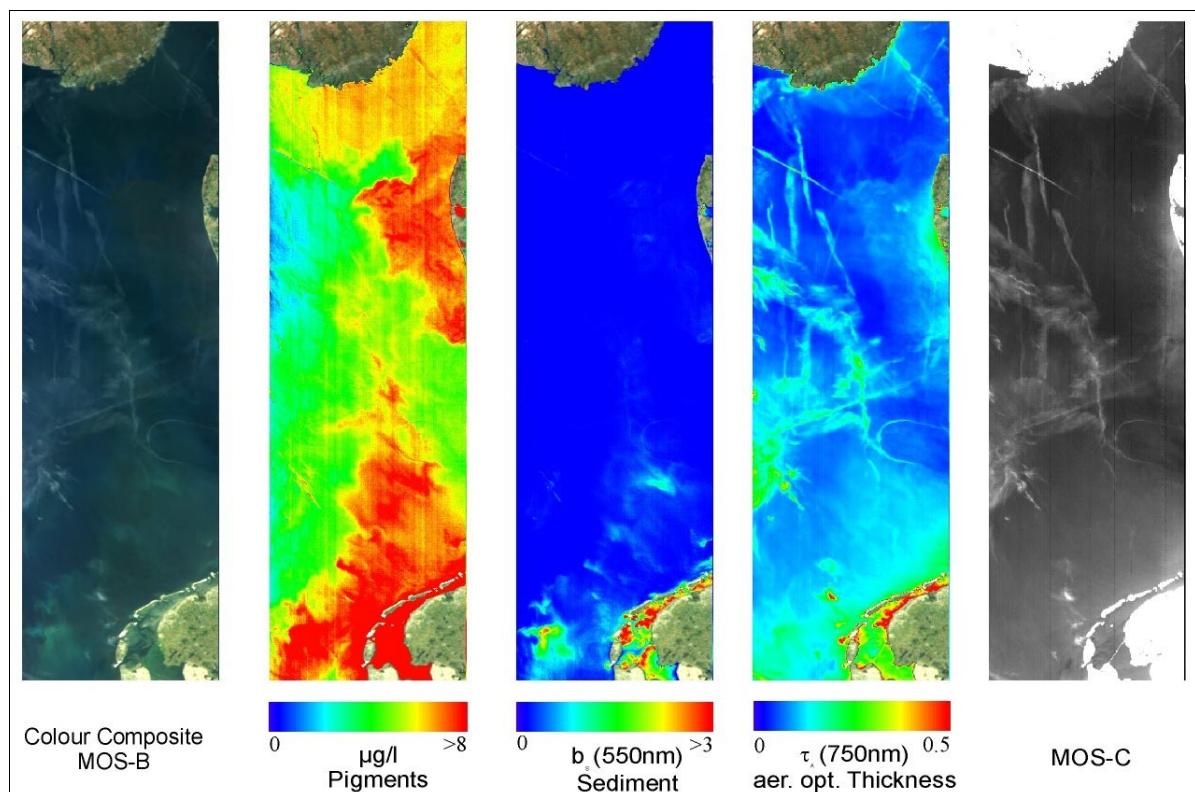 Colour Composite
MOS-B
0 >8
µg/l
Pigments
0 >3
b (550nm)
Sediment
0 0.5
τ (750nm)
aer. opt. Thickness
MOS-C